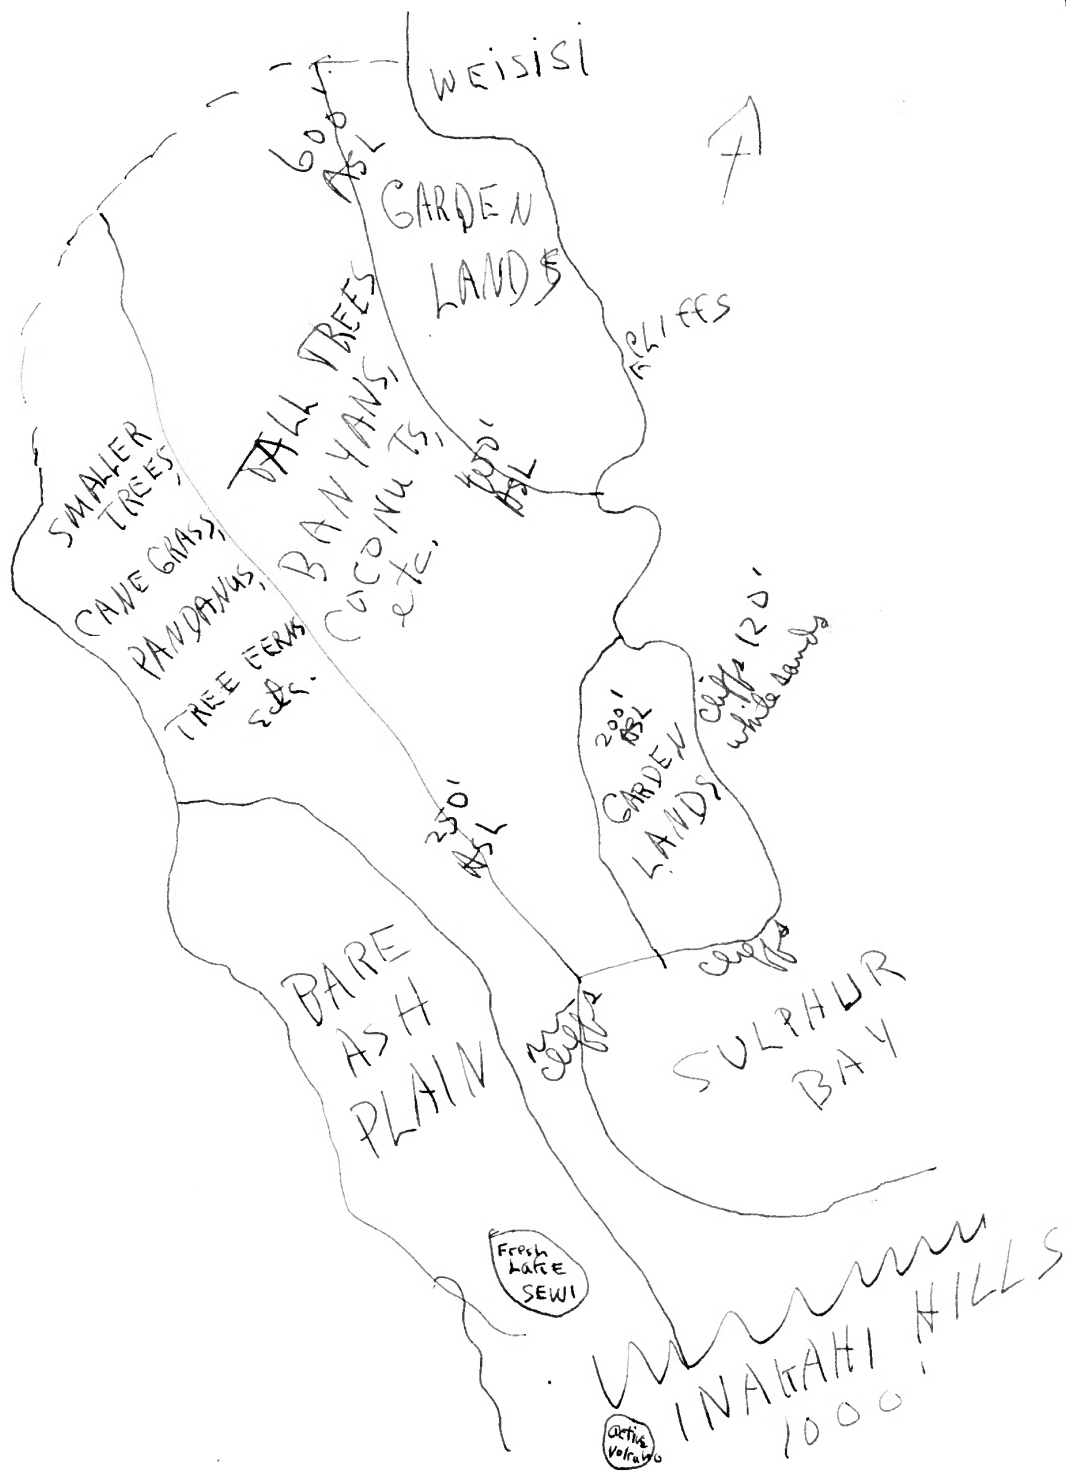 WEISISI
600'
ASL
GARDEN
LANDS
CLIFFS
TALL TREES
BANYANS,
COCONUTS,
etc.
400'
ASL
SMALLER
TREES,
CANE GRASS,
PANDANUS,
TREE FERNS
etc.
cliffs 120'
white sands
200'
ASL
GARDEN
LANDS
250'
ASL
cliffs
cliffs
BARE
ASH
PLAIN
SULPHUR
BAY
Fresh
LAKE
SEWI
INAKAHI HILLS
1000'
active
volcano